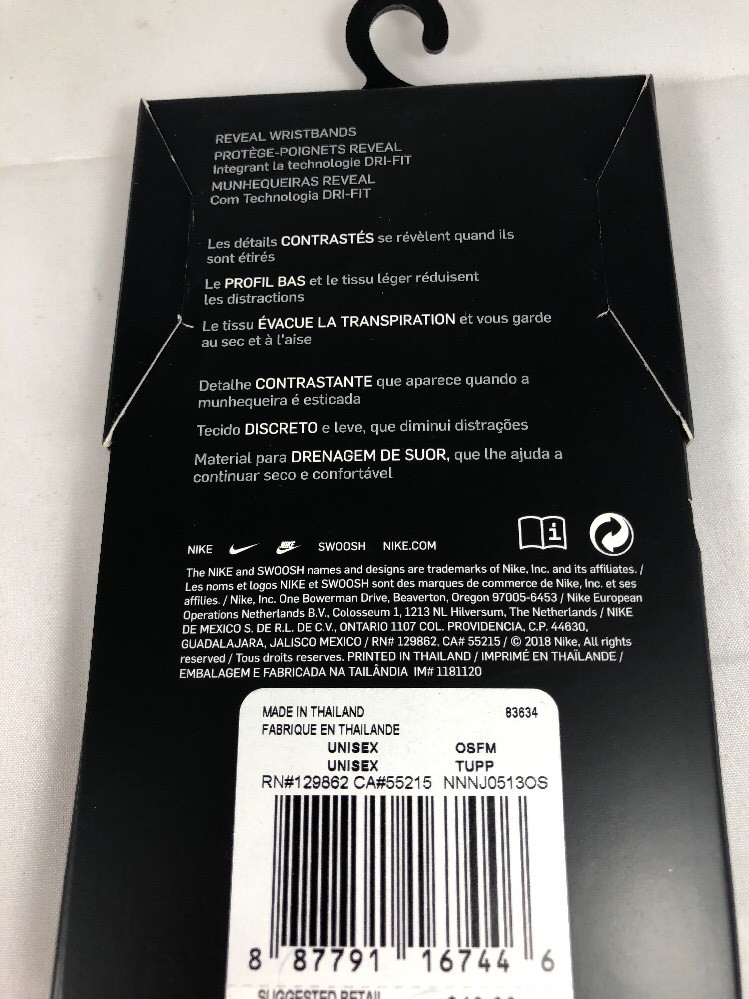 REVEAL WRISTBANDS
PROTÈGE-POIGNETS REVEAL
Integrant la technologie DRI-FIT
MUNHEQUEIRAS REVEAL
Com Technologia DRI-FIT
Les détails CONTRASTÉS se révèlent quand ils
sont étirés
Le PROFIL BAS et le tissu léger réduisent
les distractions
Le tissu ÉVACUE LA TRANSPIRATION et vous garde
au sec et à l'aise
Detalhe CONTRASTANTE que aparece quando a
munhequeira é esticada
Tecido DISCRETO e leve, que diminui distrações
Material para DRENAGEM DE SUOR, que lhe ajuda a
continuar seco e confortável
NIKE NIKE SWOOSH NIKE.COM
The NIKE and SWOOSH names and designs are trademarks of Nike, Inc. and its affiliates. /
Les noms et logos NIKE et SWOOSH sont des marques de commerce de Nike, Inc. et ses
affilies. / Nike, Inc. One Bowerman Drive, Beaverton, Oregon 97005-6453 / Nike European
Operations Netherlands B.V., Colosseum 1, 1213 NL Hilversum, The Netherlands / NIKE
DE MEXICO S. DE R.L. DE C.V., ONTARIO 1107 COL. PROVIDENCIA, C.P. 44630,
GUADALAJARA, JALISCO MEXICO / RN# 129862, CA# 55215 / © 2018 Nike, All rights
reserved / Tous droits reserves. PRINTED IN THAILAND / IMPRIMÉ EN THAÏLANDE /
EMBALAGEM E FABRICADA NA TAILÂNDIA IM# 1181120
MADE IN THAILAND 83634
FABRIQUE EN THAILANDE
UNISEX OSFM
UNISEX TUPP
RN#129862 CA#55215 NNNJ0513OS
8 87791 16744 6
SUGGESTED RETAIL